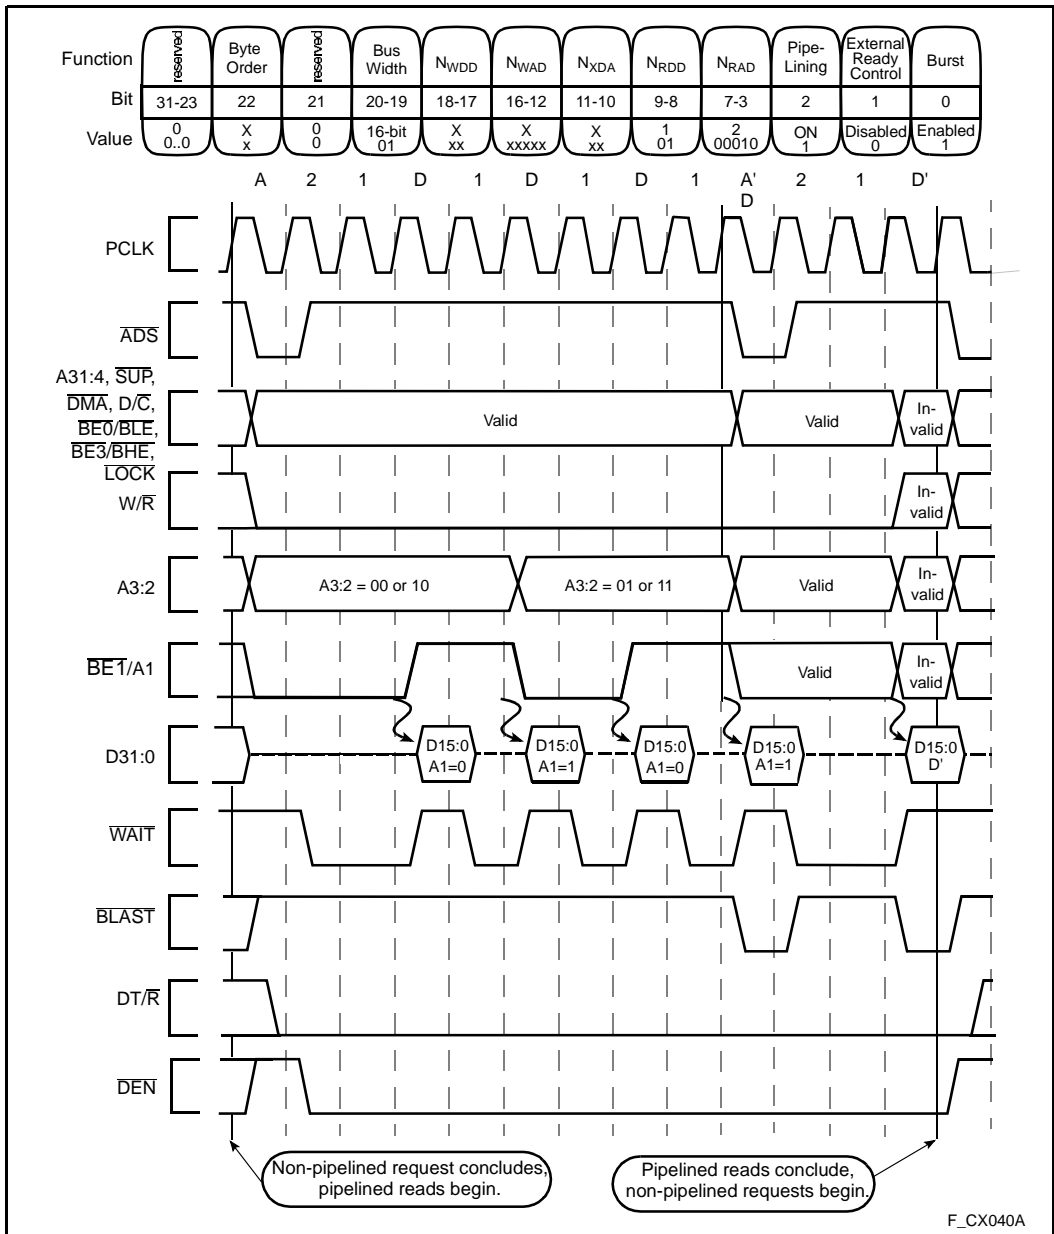 Function reserved Byte Order reserved Bus Width NWDD NWAD NXDA NRDD NRAD Pipe-Lining External Ready Control Burst
Bit 31-23 22 21 20-19 18-17 16-12 11-10 9-8 7-3 2 1 0
Value 0 0..0 X x 0 0 16-bit 01 X xx X xxxxx X xx 1 01 2 00010 ON 1 Disabled 0 Enabled 1
A 2 1 D 1 D 1 D 1 A' D 2 1 D'
PCLK
ADS
A31:4, SUP,
DMA, D/C,
BE0/BLE,
BE3/BHE,
LOCK
Valid Valid In-valid
W/R In-valid
A3:2 A3:2 = 00 or 10 A3:2 = 01 or 11 Valid In-valid
BE1/A1 Valid In-valid
D31:0 D15:0 A1=0 D15:0 A1=1 D15:0 A1=0 D15:0 A1=1 D15:0 D'
WAIT
BLAST
DT/R
DEN
Non-pipelined request concludes,
pipelined reads begin.
Pipelined reads conclude,
non-pipelined requests begin.
F_CX040A